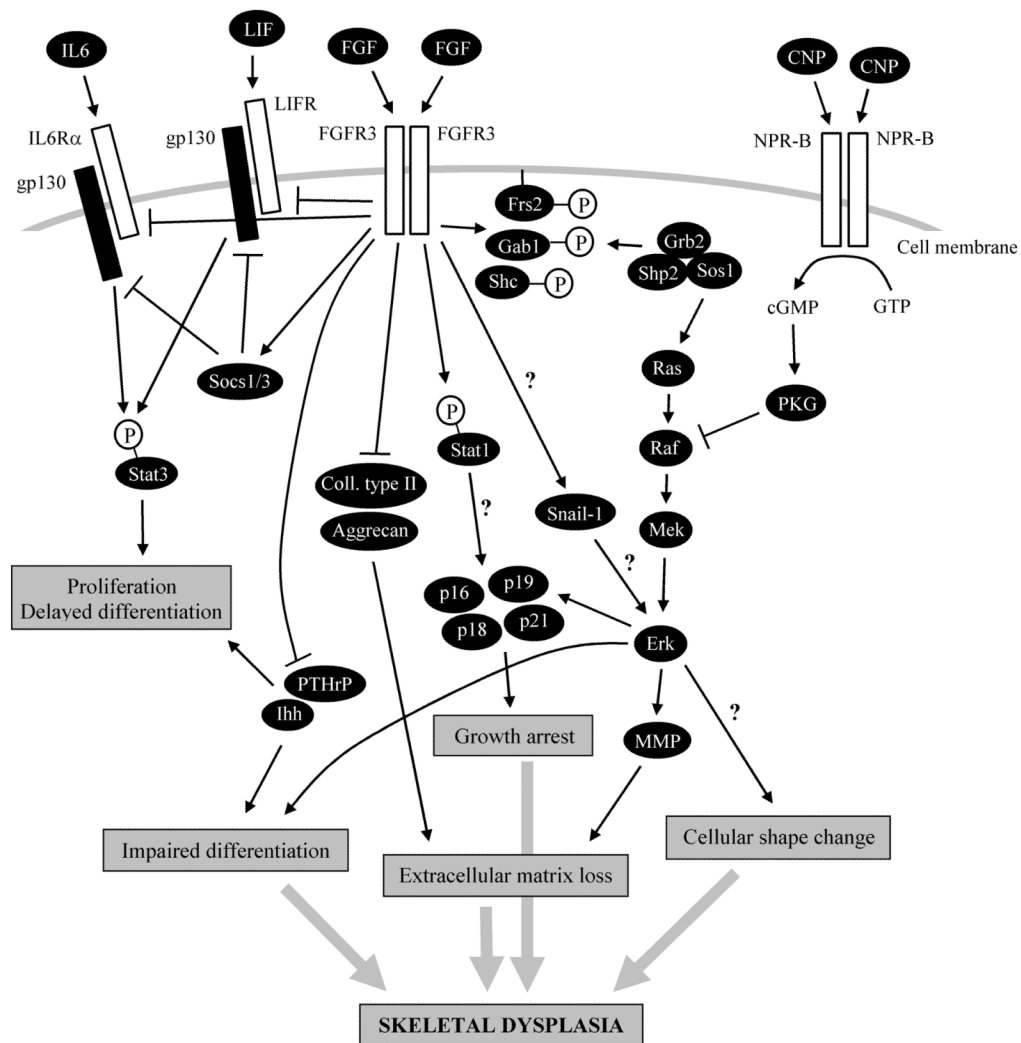 IL6
LIF
FGF
FGF
CNP
CNP
IL6Rα
gp130
gp130
LIFR
FGFR3
FGFR3
NPR-B
NPR-B
Frs2
P
Gab1
P
Shc
P
Grb2
Shp2
Sos1
Cell membrane
cGMP
GTP
Socs1/3
Ras
PKG
?
P
Stat3
P
Stat1
Raf
Coll. type II
Aggrecan
?
Snail-1
Mek
?
Proliferation
Delayed differentiation
p16
p19
p18
p21
Erk
PTHrP
Ihh
?
Growth arrest
MMP
Impaired differentiation
Cellular shape change
Extracellular matrix loss
SKELETAL DYSPLASIA